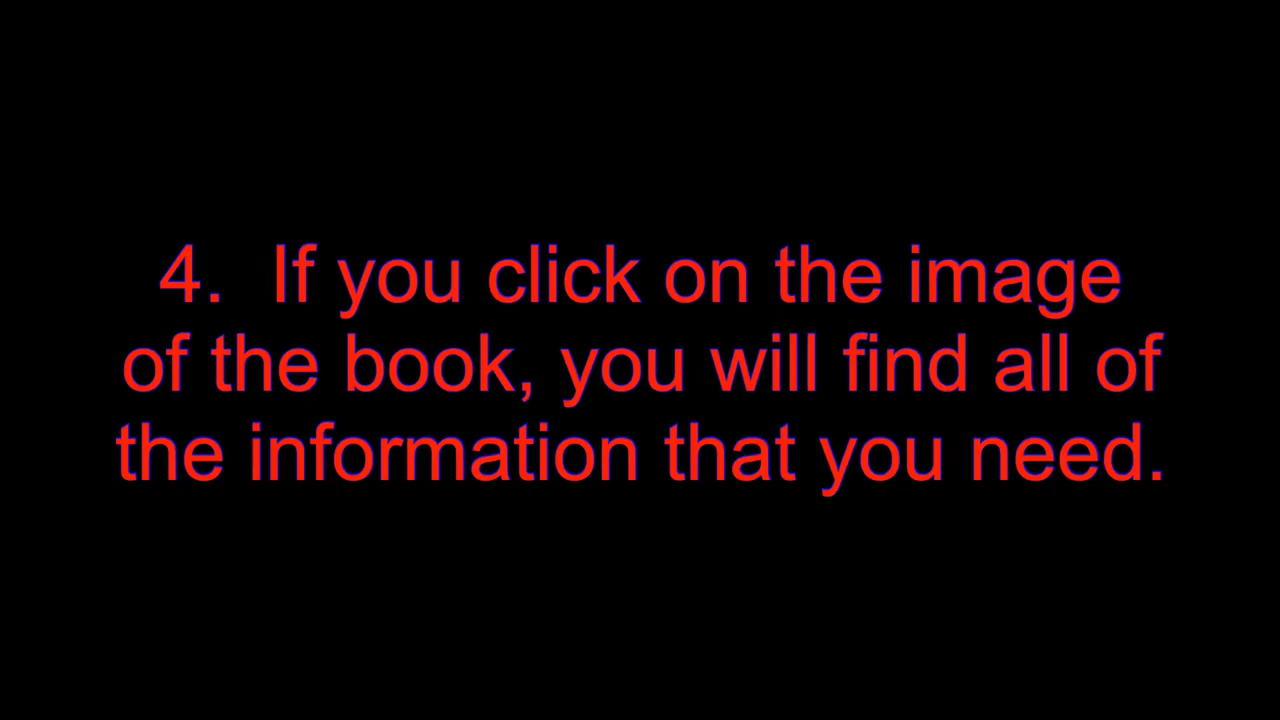 4.  If you click on the image
of the book, you will find all of
the information that you need.